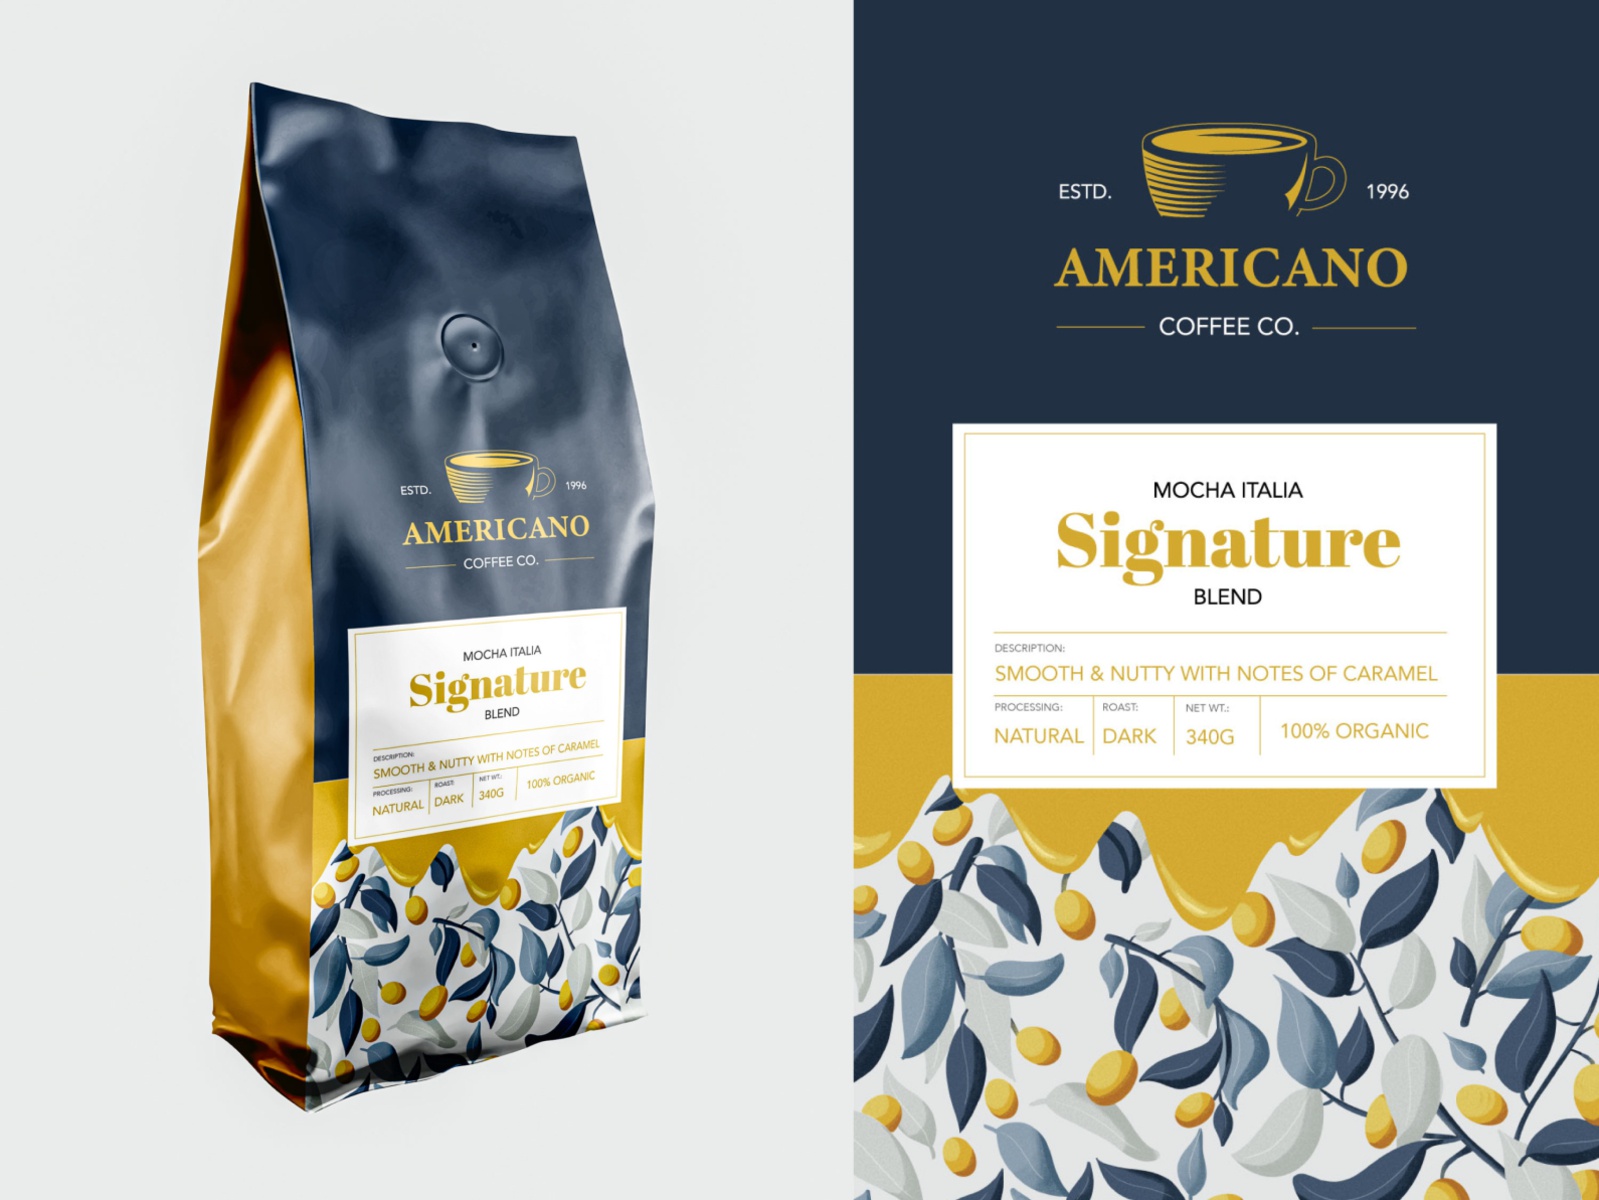 ESTD. 1996
AMERICANO
COFFEE CO.
MOCHA ITALIA
Signature
BLEND
DESCRIPTION:
SMOOTH & NUTTY WITH NOTES OF CARAMEL
PROCESSING: ROAST: NET WT.:
NATURAL DARK 340G 100% ORGANIC
ESTD. 1996
AMERICANO
COFFEE CO.
MOCHA ITALIA
Signature
BLEND
DESCRIPTION:
SMOOTH & NUTTY WITH NOTES OF CARAMEL
PROCESSING: ROAST: NET WT.:
NATURAL DARK 340G 100% ORGANIC